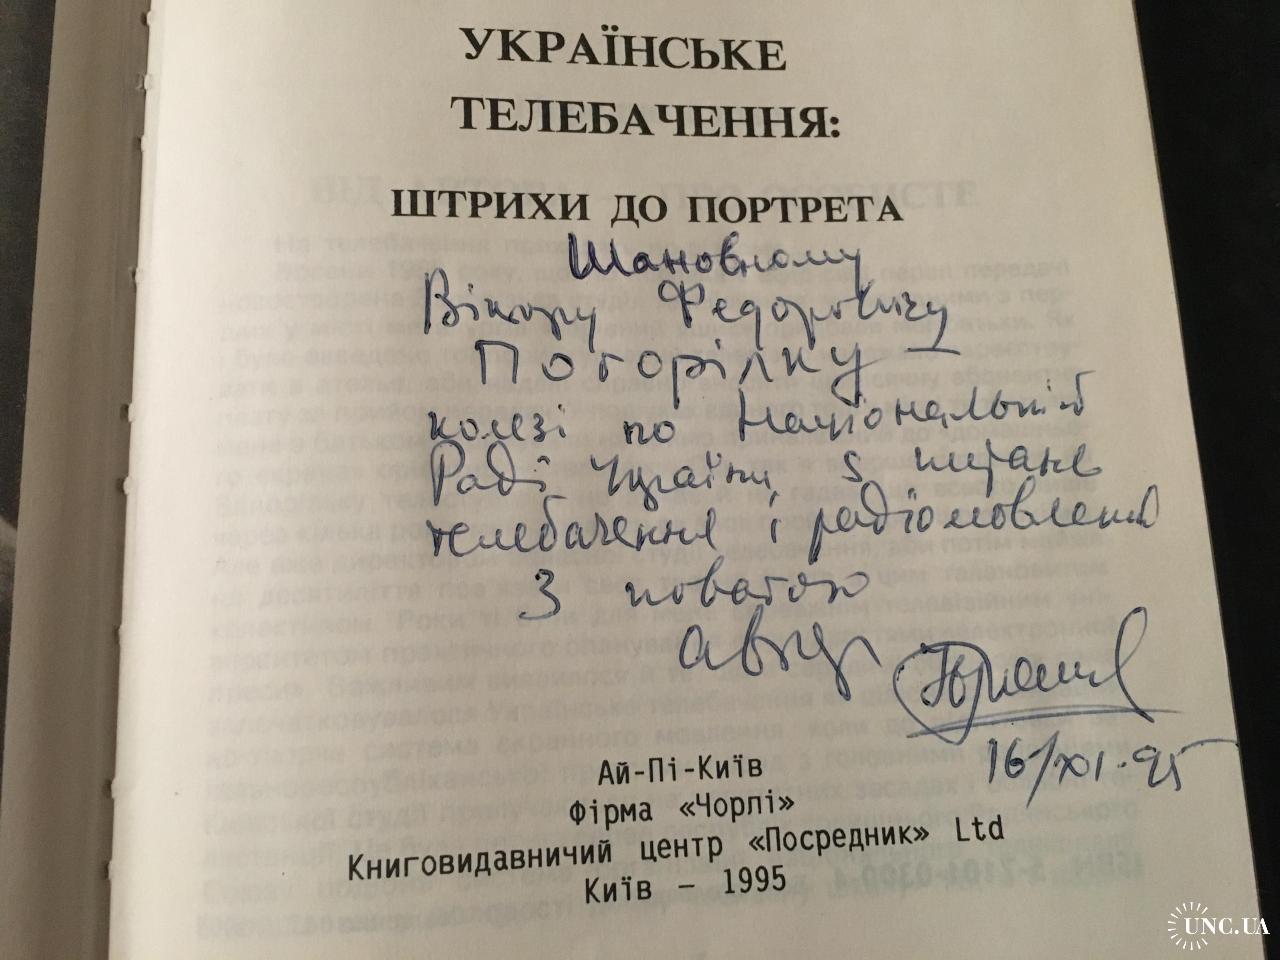 УКРАЇНСЬКЕ
ТЕЛЕБАЧЕННЯ:
ШТРИХИ ДО ПОРТРЕТА
Шановному
Віктору Федоровичу
Погорілку —
колезі по Національній
Раді України з питань
телебачення і радіомовлення
З повагою
автор
16/XI-95
Ай-Пі-Київ
Фірма «Чорлі»
Книговидавничий центр «Посредник» Ltd
Київ – 1995
UNC.UA